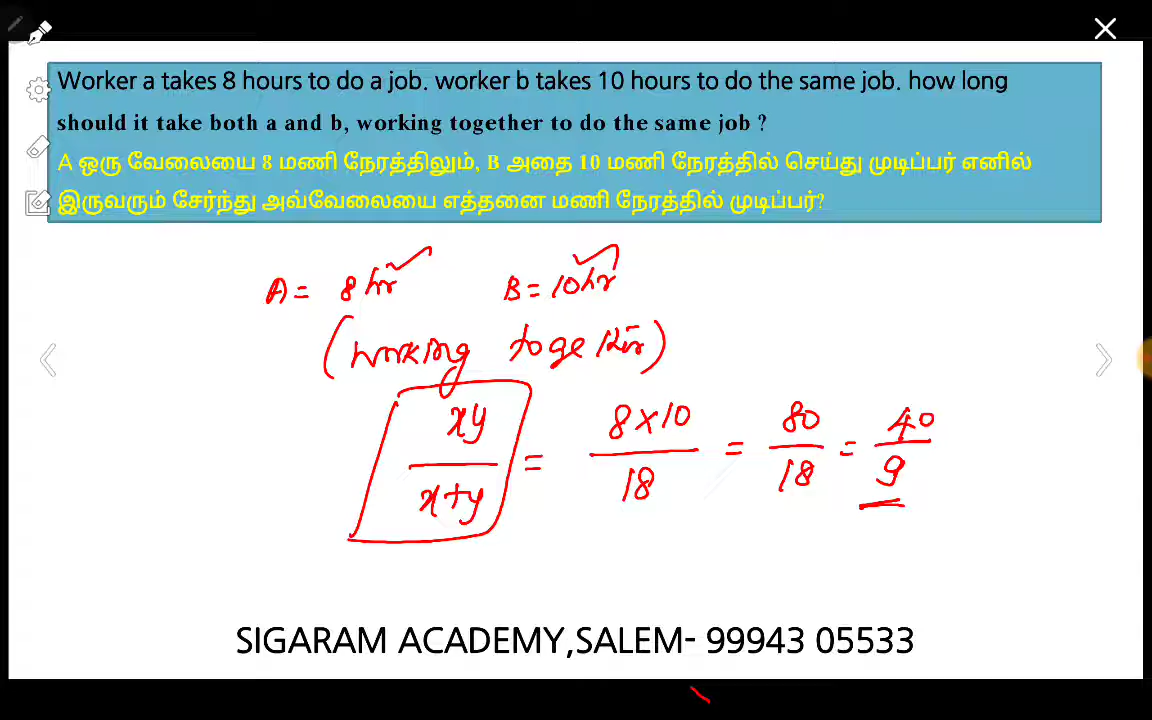 Worker a takes 8 hours to do a job. worker b takes 10 hours to do the same job. how long
should it take both a and b, working together to do the same job ?
A ஒரு வேலையை 8 மணி நேரத்திலும், B அதை 10 மணி நேரத்தில் செய்து முடிப்பர் எனில்
இருவரும் சேர்ந்து அவ்வேலையை எத்தனை மணி நேரத்தில் முடிப்பர்?
A = 8 hr B = 10 hr
(working together)
xy/x+y = 8×10/18 = 80/18 = 40/9
SIGARAM ACADEMY,SALEM- 99943 05533